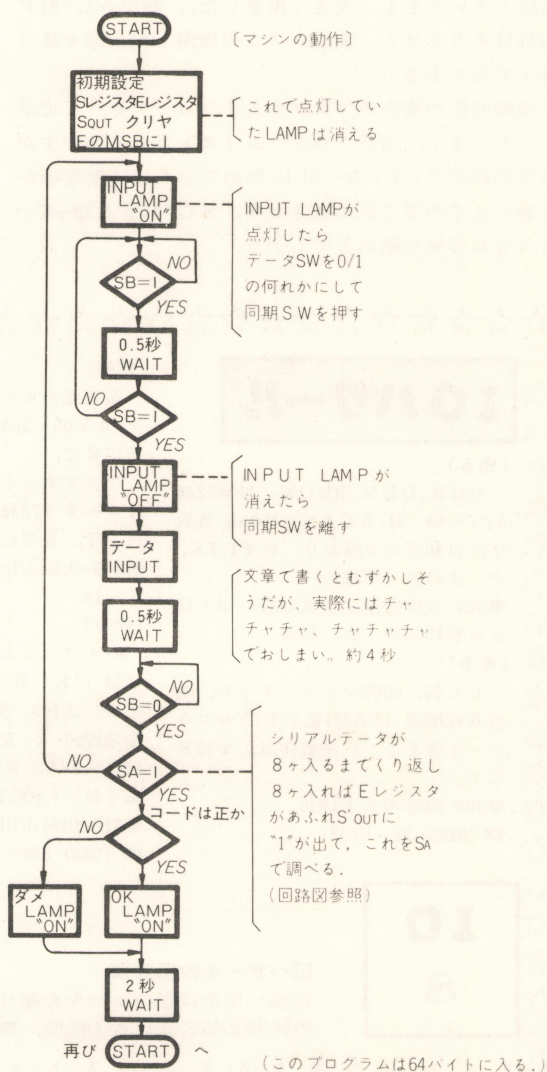 START
〔マシンの動作〕
初期設定
SレジスタEレジスタ
SOUT クリヤ
EのMSBに1
これで点灯してい
たLAMPは消える
INPUT
LAMP
"ON"
INPUT LAMPが
点灯したら
データSWを0/1
の何れかにして
同期SWを押す
NO
SB=1
YES
0.5秒
WAIT
NO
SB=1
YES
INPUT
LAMP
"OFF"
INPUT LAMPが
消えたら
同期SWを離す
データ
INPUT
文章で書くとむずかしそ
うだが、実際にはチャ
チャチャ、チャチャチャ
でおしまい。約4秒
0.5秒
WAIT
NO
SB=0
YES
シリアルデータが
8ヶ入るまでくり返し
8ヶ入ればEレジスタ
があふれS'OUTに
"1"が出て，これをSA
で調べる.
(回路図参照)
NO
SA=1
YES
コードは正か
NO
YES
ダメ
LAMP
"ON"
OK
LAMP
"ON"
2秒
WAIT
再び START へ
(このプログラムは64バイトに入る.)